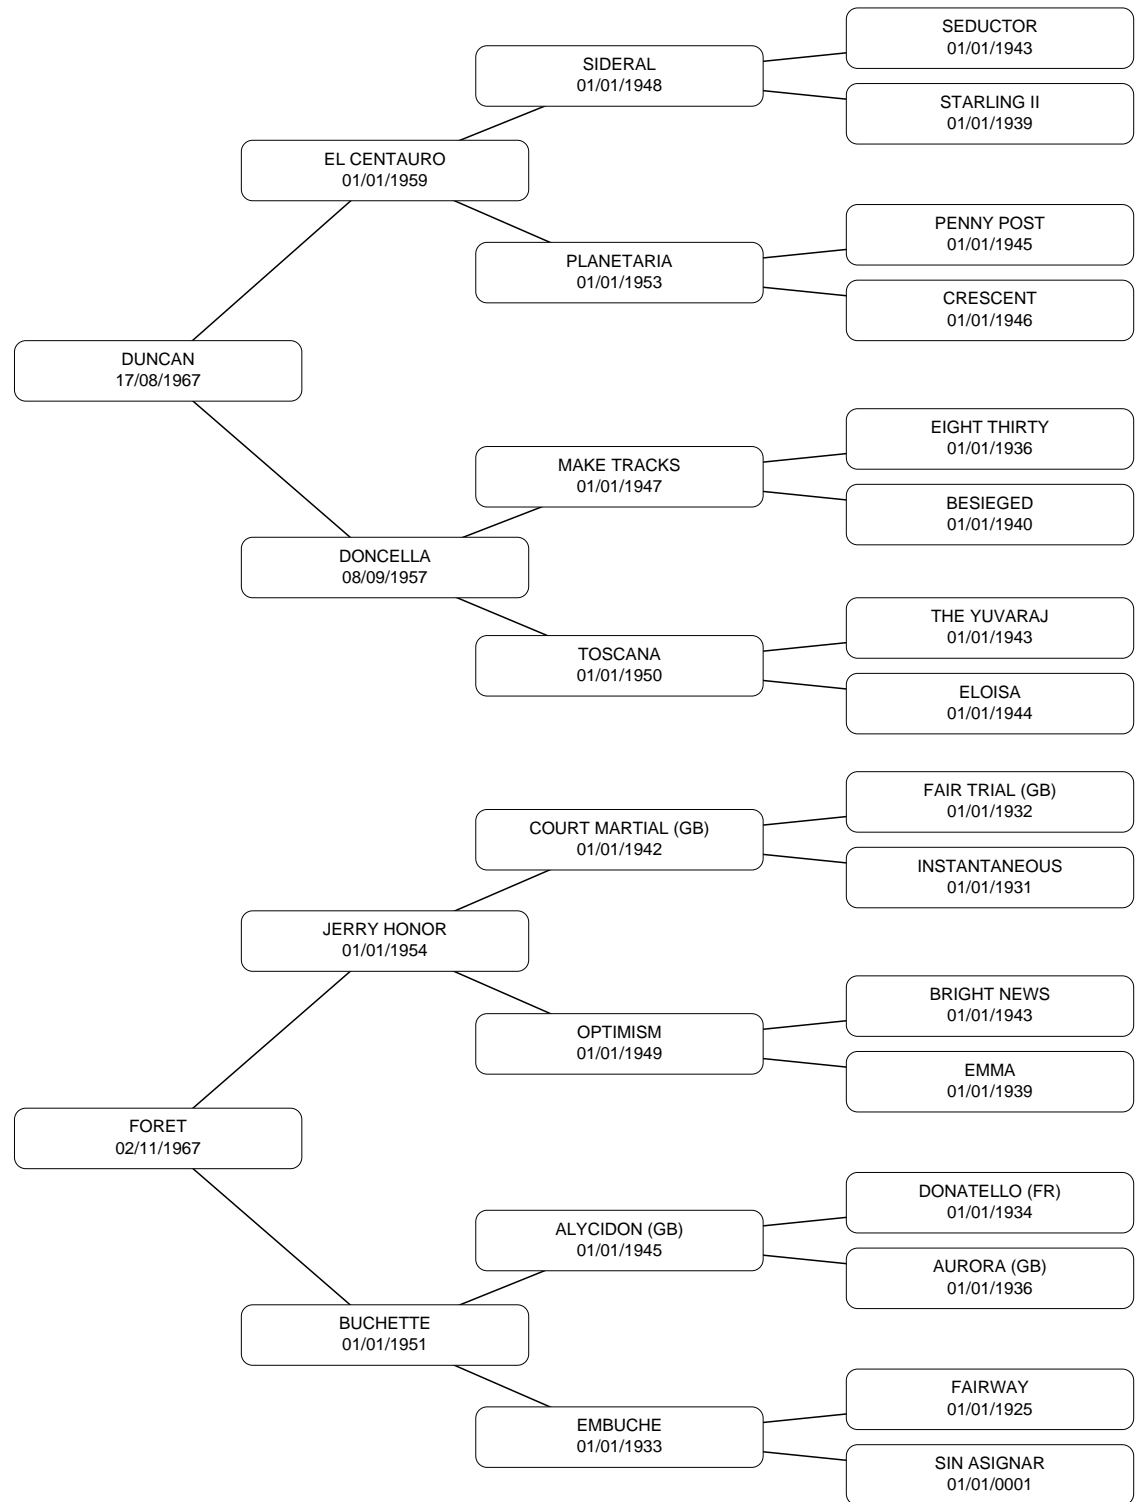 SEDUCTOR
01/01/1943
SIDERAL
01/01/1948
STARLING II
01/01/1939
EL CENTAURO
01/01/1959
PENNY POST
01/01/1945
PLANETARIA
01/01/1953
CRESCENT
01/01/1946
DUNCAN
17/08/1967
EIGHT THIRTY
01/01/1936
MAKE TRACKS
01/01/1947
BESIEGED
01/01/1940
DONCELLA
08/09/1957
THE YUVARAJ
01/01/1943
TOSCANA
01/01/1950
ELOISA
01/01/1944
FAIR TRIAL (GB)
01/01/1932
COURT MARTIAL (GB)
01/01/1942
INSTANTANEOUS
01/01/1931
JERRY HONOR
01/01/1954
BRIGHT NEWS
01/01/1943
OPTIMISM
01/01/1949
EMMA
01/01/1939
FORET
02/11/1967
DONATELLO (FR)
01/01/1934
ALYCIDON (GB)
01/01/1945
AURORA (GB)
01/01/1936
BUCHETTE
01/01/1951
FAIRWAY
01/01/1925
EMBUCHE
01/01/1933
SIN ASIGNAR
01/01/0001